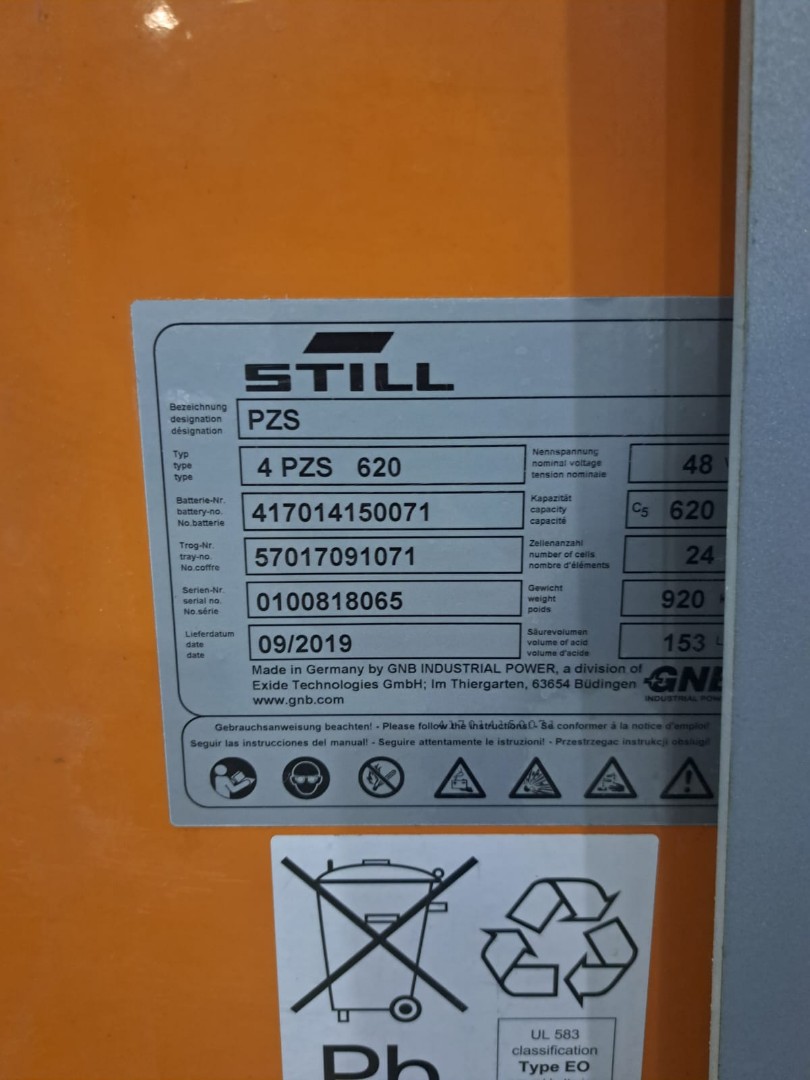 STILL
Bezeichnung
designation
désignation
PZS
Typ
type
type
4 PZS 620
Nennspannung
nominal voltage
tension nominale
48
Batterie-Nr.
battery-no.
No.batterie
417014150071
Kapazität
capacity
capacité
C5 620
Trog-Nr.
tray-no.
No.coffre
57017091071
Zellenanzahl
number of cells
nombre d'éléments
24
Serien-Nr.
serial no.
No.série
0100818065
Gewicht
weight
poids
920
Lieferdatum
date
date
09/2019
Säurevolumen
volume of acid
volume d'acide
153 L
Made in Germany by GNB INDUSTRIAL POWER, a division of
Exide Technologies GmbH; Im Thiergarten, 63654 Büdingen
www.gnb.com
GNB
INDUSTRIAL POW
Gebrauchsanweisung beachten! - Please follow the instructions - Se conformer à la notice d'emploi!
Seguir las instrucciones del manual! - Seguire attentamente le istruzioni! - Przestrzegac instrukcji obslugi!
Pb
UL 583
classification
Type EO